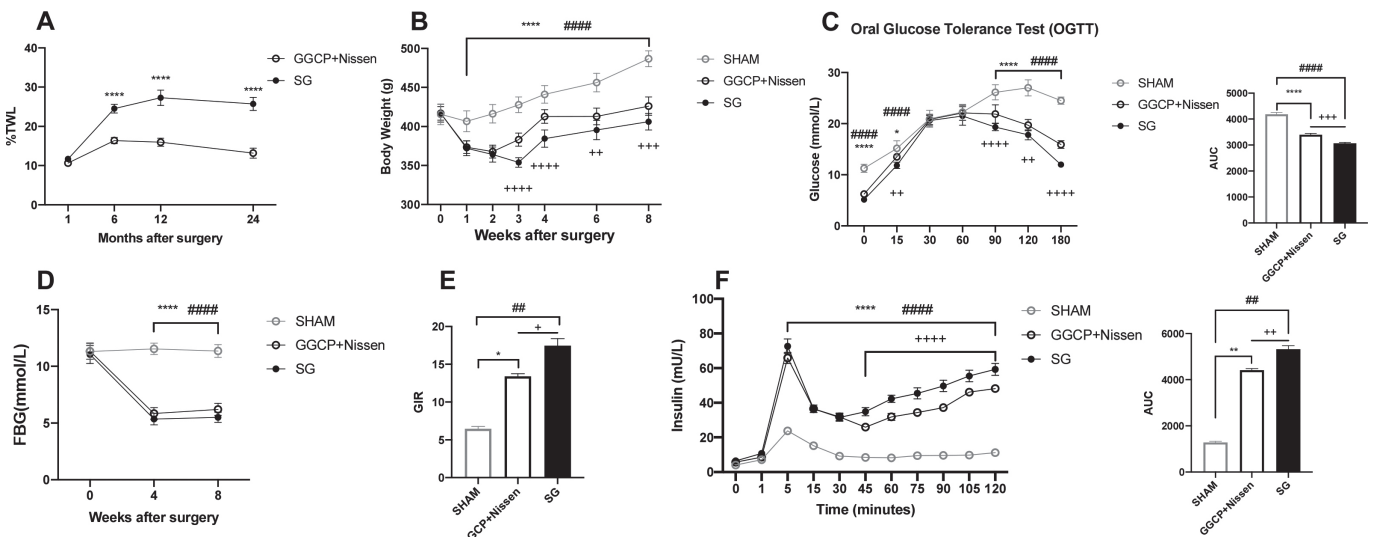 A
40
30
20
10
0
%TWL
****
****
****
1
6
12
24
Months after surgery
GGCP+Nissen
SG
B
**** ####
500
450
400
350
300
Body Weight (g)
++++
++++
++
+++
0
1
2
3
4
6
8
Weeks after surgery
SHAM
GGCP+Nissen
SG
C Oral Glucose Tolerance Test (OGTT)
30
20
10
0
Glucose (mmol/L)
####
****
####
*
++
**** ####
++++
++
++++
0
15
30
60
90
120
180
SHAM
GGCP+Nissen
SG
####
****
+++
5000
4000
3000
2000
1000
0
AUC
SHAM
GGCP+Nissen
SG
D
15
10
5
0
FBG(mmol/L)
**** ####
0
4
8
Weeks after surgery
SHAM
GGCP+Nissen
SG
E
20
15
10
5
0
GIR
##
*
+
SHAM
GCP+Nissen
SG
F
100
80
60
40
20
0
Insulin (mU/L)
**** ####
++++
0
1
5
15
30
45
60
75
90
105
120
Time (minutes)
SHAM
GGCP+Nissen
SG
##
**
++
6000
4000
2000
0
AUC
SHAM
GGCP+Nissen
SG